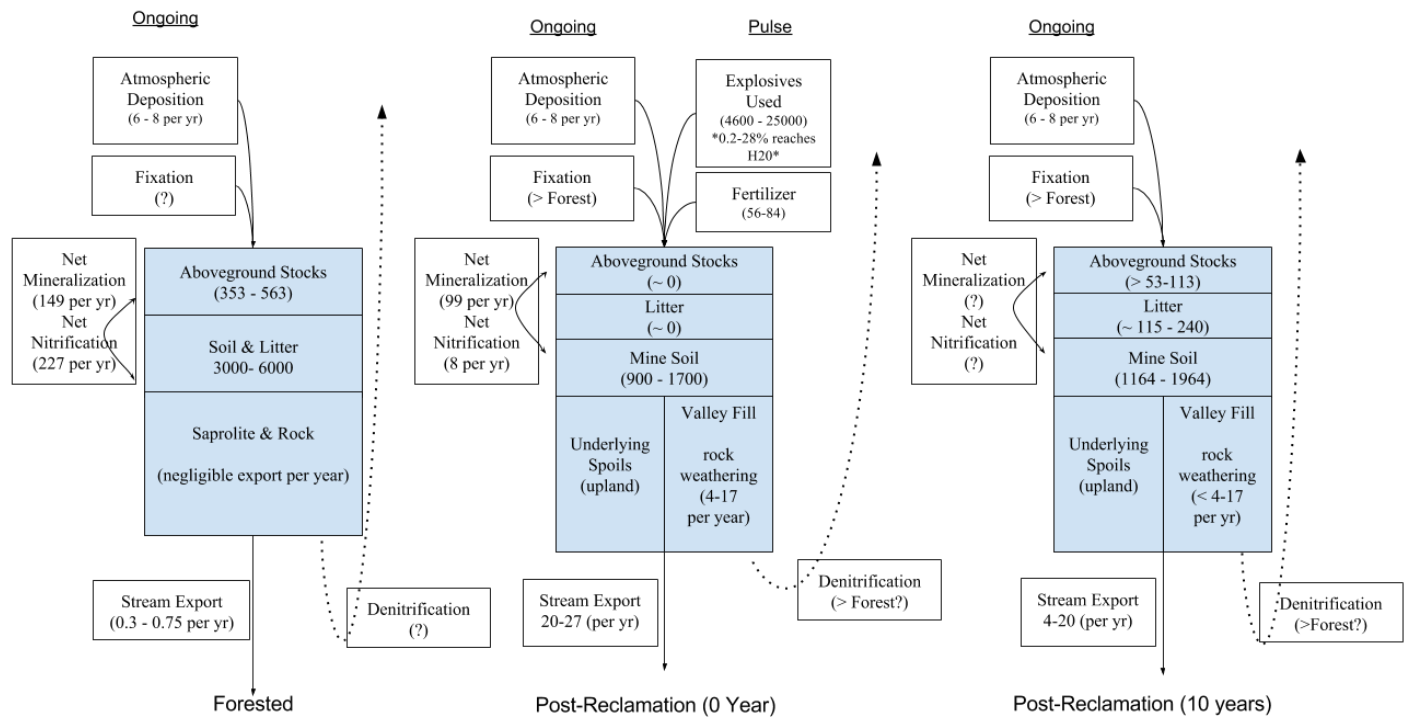 Ongoing
Atmospheric
Deposition
(6 - 8 per yr)
Fixation
(?)
Net
Mineralization
(149 per yr)
Net
Nitrification
(227 per yr)
Aboveground Stocks
(353 - 563)
Soil & Litter
3000- 6000
Saprolite & Rock
(negligible export per year)
Stream Export
(0.3 - 0.75 per yr)
Denitrification
(?)
Forested
Ongoing
Pulse
Atmospheric
Deposition
(6 - 8 per yr)
Explosives
Used
(4600 - 25000)
*0.2-28% reaches
H20*
Fixation
(> Forest)
Fertilizer
(56-84)
Net
Mineralization
(99 per yr)
Net
Nitrification
(8 per yr)
Aboveground Stocks
(~ 0)
Litter
(~ 0)
Mine Soil
(900 - 1700)
Underlying
Spoils
(upland)
Valley Fill
rock
weathering
(4-17
per year)
Stream Export
20-27 (per yr)
Denitrification
(> Forest?)
Post-Reclamation (0 Year)
Ongoing
Atmospheric
Deposition
(6 - 8 per yr)
Fixation
(> Forest)
Net
Mineralization
(?)
Net
Nitrification
(?)
Aboveground Stocks
(> 53-113)
Litter
(~ 115 - 240)
Mine Soil
(1164 - 1964)
Underlying
Spoils
(upland)
Valley Fill
rock
weathering
(< 4-17
per yr)
Stream Export
4-20 (per yr)
Denitrification
(>Forest?)
Post-Reclamation (10 years)